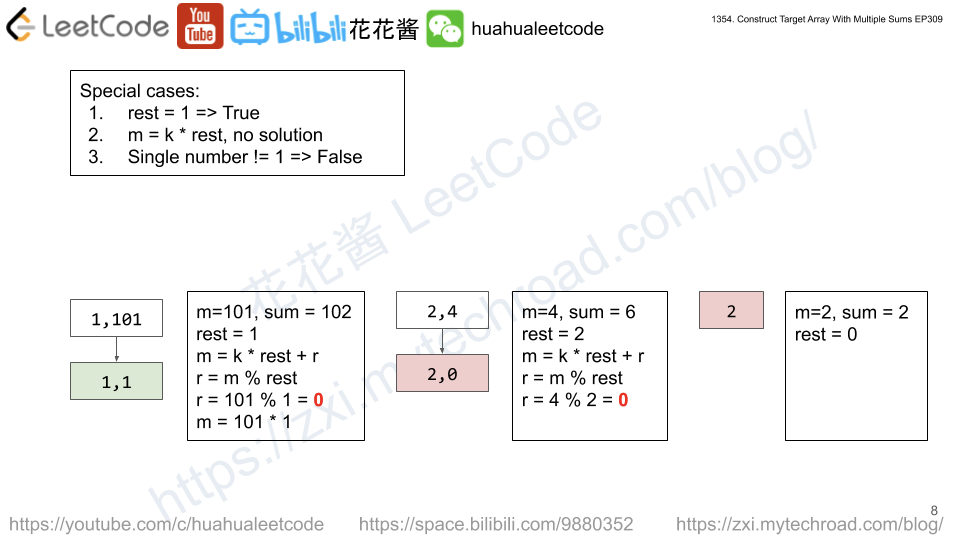 LeetCode You Tube bilibili 花花酱 huahualeetcode
1354. Construct Target Array With Multiple Sums EP309
Special cases:
1. rest = 1 => True
2. m = k * rest, no solution
3. Single number != 1 => False
花花酱 LeetCode
https://zxi.mytechroad.com/blog/
1,101
1,1
m=101, sum = 102
rest = 1
m = k * rest + r
r = m % rest
r = 101 % 1 = 0
m = 101 * 1
2,4
2,0
m=4, sum = 6
rest = 2
m = k * rest + r
r = m % rest
r = 4 % 2 = 0
2
m=2, sum = 2
rest = 0
8
https://youtube.com/c/huahualeetcode https://space.bilibili.com/9880352 https://zxi.mytechroad.com/blog/